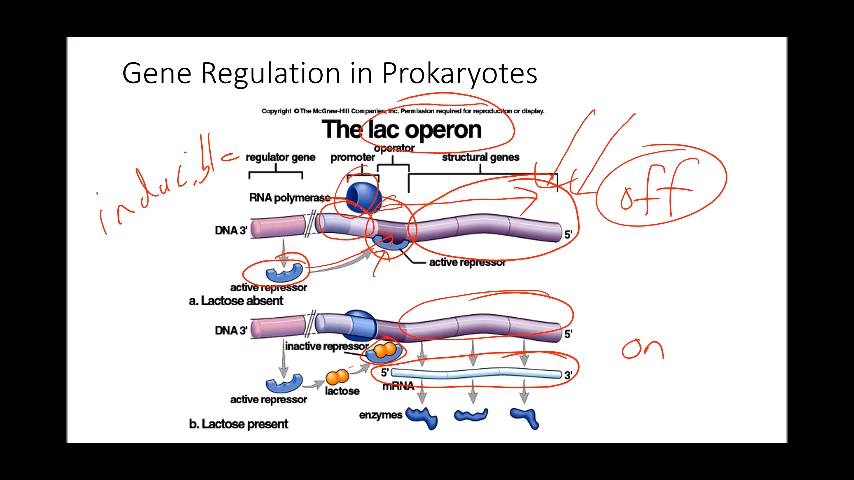 Gene Regulation in Prokaryotes
Copyright © The McGraw-Hill Companies, Inc. Permission required for reproduction or display.
The lac operon
inducible
regulator gene
promoter
operator
structural genes
off
RNA polymerase
DNA 3'
5'
active repressor
active repressor
a. Lactose absent
DNA 3'
5'
on
inactive repressor
5'
mRNA
3'
active repressor
lactose
enzymes
b. Lactose present